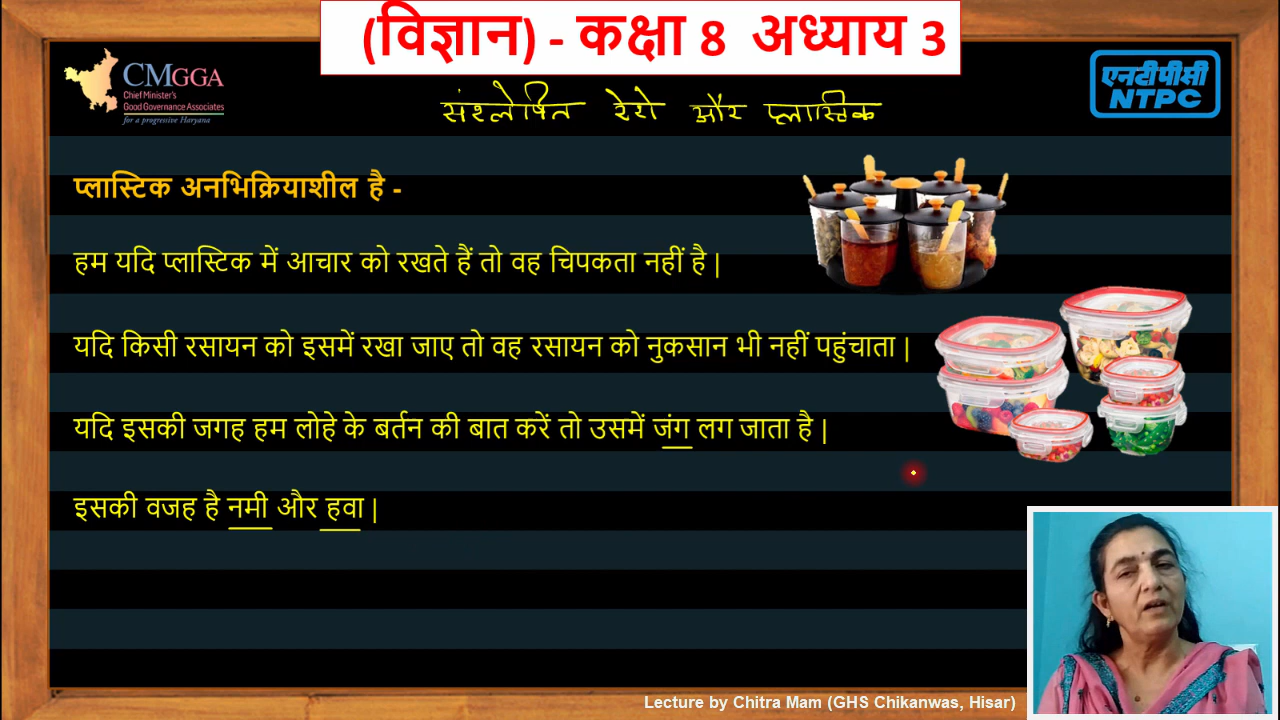 (विज्ञान) - कक्षा 8 अध्याय 3
CMGGA
Chief Minister's
Good Governance Associates
for a progressive Haryana
एनटीपीसी
NTPC
संश्लेषित रेशे और प्लास्टिक
प्लास्टिक अनभिक्रियाशील है -
हम यदि प्लास्टिक में आचार को रखते हैं तो वह चिपकता नहीं है |
यदि किसी रसायन को इसमें रखा जाए तो वह रसायन को नुकसान भी नहीं पहुंचाता |
यदि इसकी जगह हम लोहे के बर्तन की बात करें तो उसमें जंग लग जाता है |
इसकी वजह है नमी और हवा |
Lecture by Chitra Mam (GHS Chikanwas, Hisar)